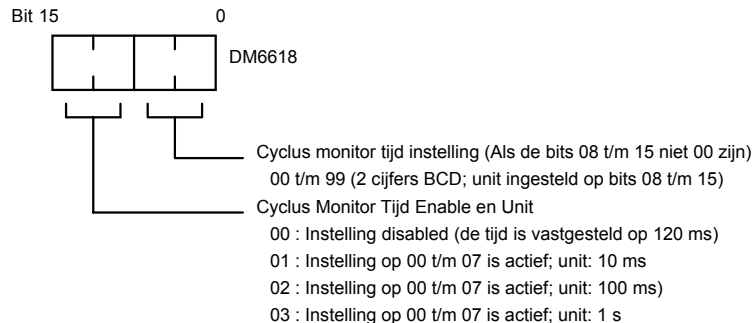 Bit 15 0
DM6618
Cyclus monitor tijd instelling (Als de bits 08 t/m 15 niet 00 zijn)
00 t/m 99 (2 cijfers BCD; unit ingesteld op bits 08 t/m 15)
Cyclus Monitor Tijd Enable en Unit
00 : Instelling disabled (de tijd is vastgesteld op 120 ms)
01 : Instelling op 00 t/m 07 is actief; unit: 10 ms
02 : Instelling op 00 t/m 07 is actief; unit: 100 ms)
03 : Instelling op 00 t/m 07 is actief; unit: 1 s